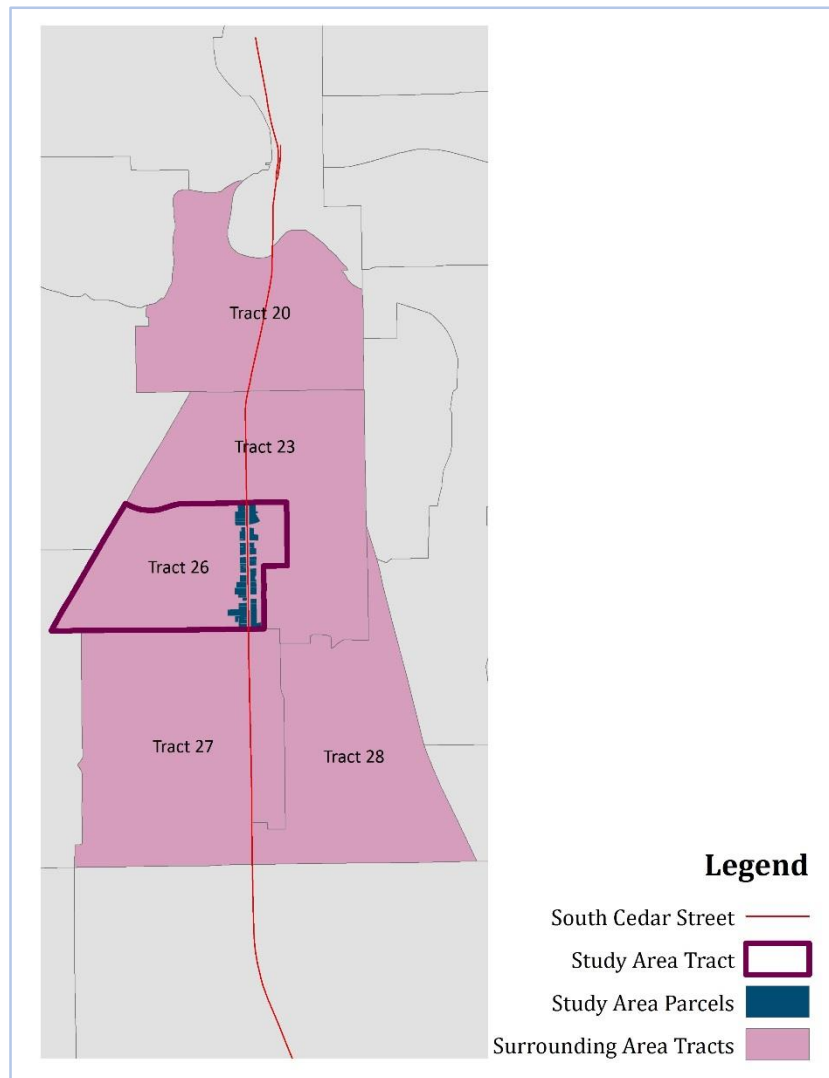 Tract 20
Tract 23
Tract 26
Tract 27
Tract 28
Legend
South Cedar Street
Study Area Tract
Study Area Parcels
Surrounding Area Tracts